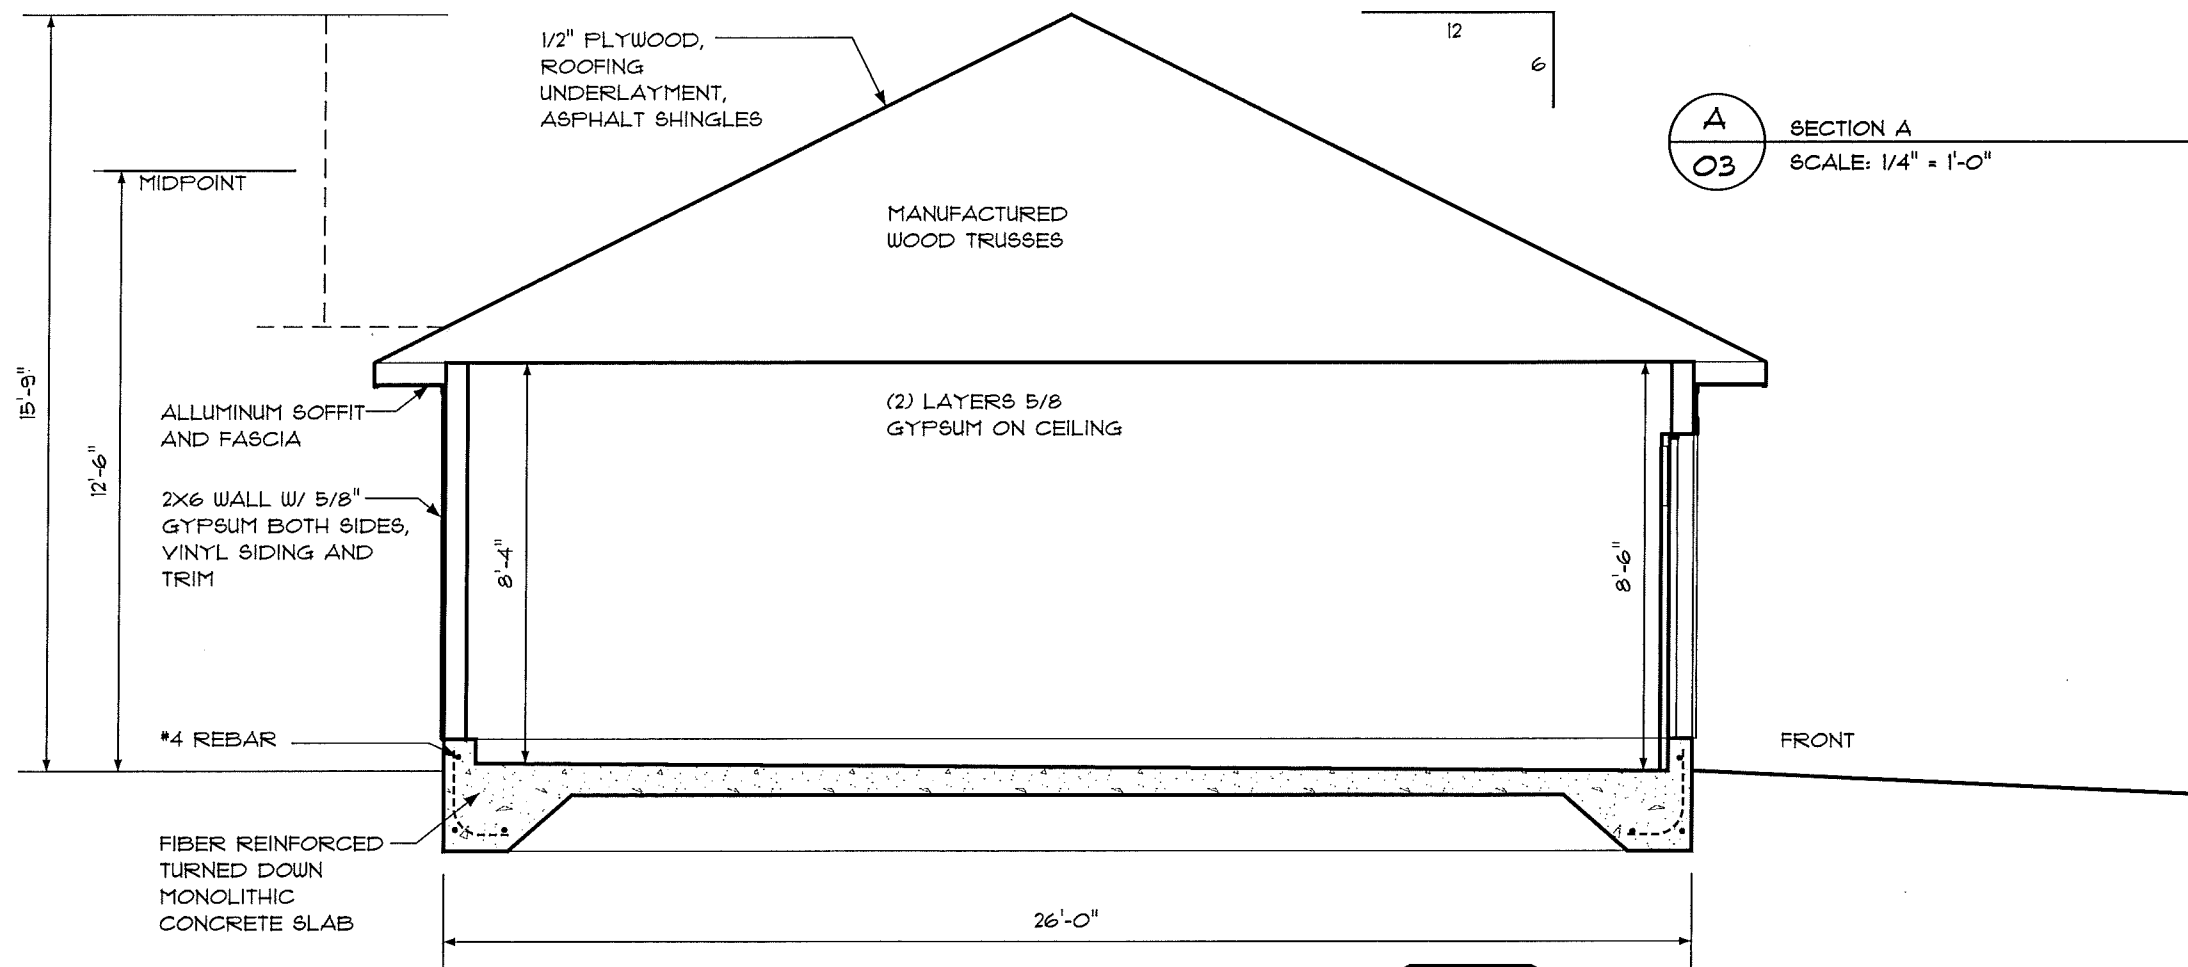 1/2" PLYWOOD,
ROOFING
UNDERLAYMENT,
ASPHALT SHINGLES
12
6
A
03
SECTION A
SCALE: 1/4" = 1'-0"
MIDPOINT
MANUFACTURED
WOOD TRUSSES
15'-9"
12'-6"
ALLUMINUM SOFFIT
AND FASCIA
(2) LAYERS 5/8
GYPSUM ON CEILING
2X6 WALL W/ 5/8"
GYPSUM BOTH SIDES,
VINYL SIDING AND
TRIM
8'-4"
8'-6"
#4 REBAR
FRONT
FIBER REINFORCED
TURNED DOWN
MONOLITHIC
CONCRETE SLAB
26'-0"